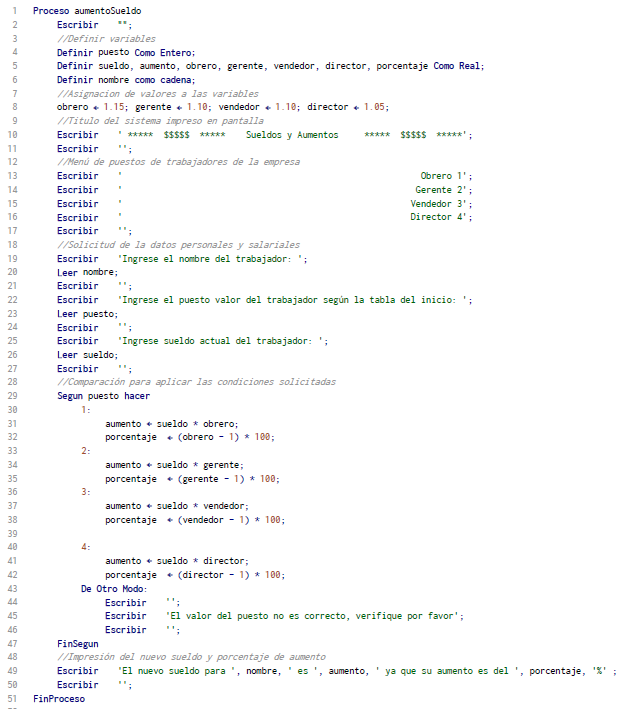 1 Proceso aumentoSueldo
2 Escribir "";
3 //Definir variables
4 Definir puesto Como Entero;
5 Definir sueldo, aumento, obrero, gerente, vendedor, director, porcentaje Como Real;
6 Definir nombre como cadena;
7 //Asignacion de valores a las variables
8 obrero ← 1.15; gerente ← 1.10; vendedor ← 1.10; director ← 1.05;
9 //Titulo del sistema impreso en pantalla
10 Escribir ' ***** $$$$$ ***** Sueldos y Aumentos ***** $$$$$ *****';
11 Escribir '';
12 //Menú de puestos de trabajadores de la empresa
13 Escribir ' Obrero 1';
14 Escribir ' Gerente 2';
15 Escribir ' Vendedor 3';
16 Escribir ' Director 4';
17 Escribir '';
18 //Solicitud de la datos personales y salariales
19 Escribir 'Ingrese el nombre del trabajador: ';
20 Leer nombre;
21 Escribir '';
22 Escribir 'Ingrese el puesto valor del trabajador según la tabla del inicio: ';
23 Leer puesto;
24 Escribir '';
25 Escribir 'Ingrese sueldo actual del trabajador: ';
26 Leer sueldo;
27 Escribir '';
28 //Comparación para aplicar las condiciones solicitadas
29 Segun puesto hacer
30 1:
31 aumento ← sueldo * obrero;
32 porcentaje ← (obrero - 1) * 100;
33 2:
34 aumento ← sueldo * gerente;
35 porcentaje ← (gerente - 1) * 100;
36 3:
37 aumento ← sueldo * vendedor;
38 porcentaje ← (vendedor - 1) * 100;
39
40 4:
41 aumento ← sueldo * director;
42 porcentaje ← (director - 1) * 100;
43 De Otro Modo:
44 Escribir '';
45 Escribir 'El valor del puesto no es correcto, verifique por favor';
46 Escribir '';
47 FinSegun
48 //Impresión del nuevo sueldo y porcentaje de aumento
49 Escribir 'El nuevo sueldo para ', nombre, ' es ', aumento, ' ya que su aumento es del ', porcentaje, '%' ;
50 Escribir '';
51 FinProceso